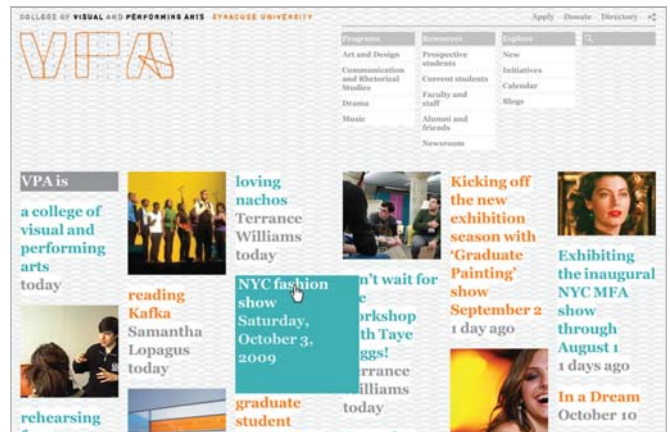 COLLEGE OF VISUAL AND PERFORMING ARTS SYRACUSE UNIVERSITY
Apply Donate Directory
VPA
Programs
Art and Design
Communication
and Rhetorical
Studies
Drama
Music
Resources
Prospective
students
Current students
Faculty and
staff
Alumni and
friends
Newsroom
Explore
New
Initiatives
Calendar
Blogs
VPA is
a college of
visual and
performing
arts
today
rehearsing
reading
Kafka
Samantha
Lopagus
today
loving
nachos
Terrance
Williams
today
NYC fashion
show
Saturday,
October 3,
2009
graduate
student
n't wait for
th Taye
today
Kicking off
the new
exhibition
season with
'Graduate
Painting'
show
September 2
1 day ago
Exhibiting
the inaugural
NYC MFA
show
through
August 1
1 days ago
In a Dream
October 10